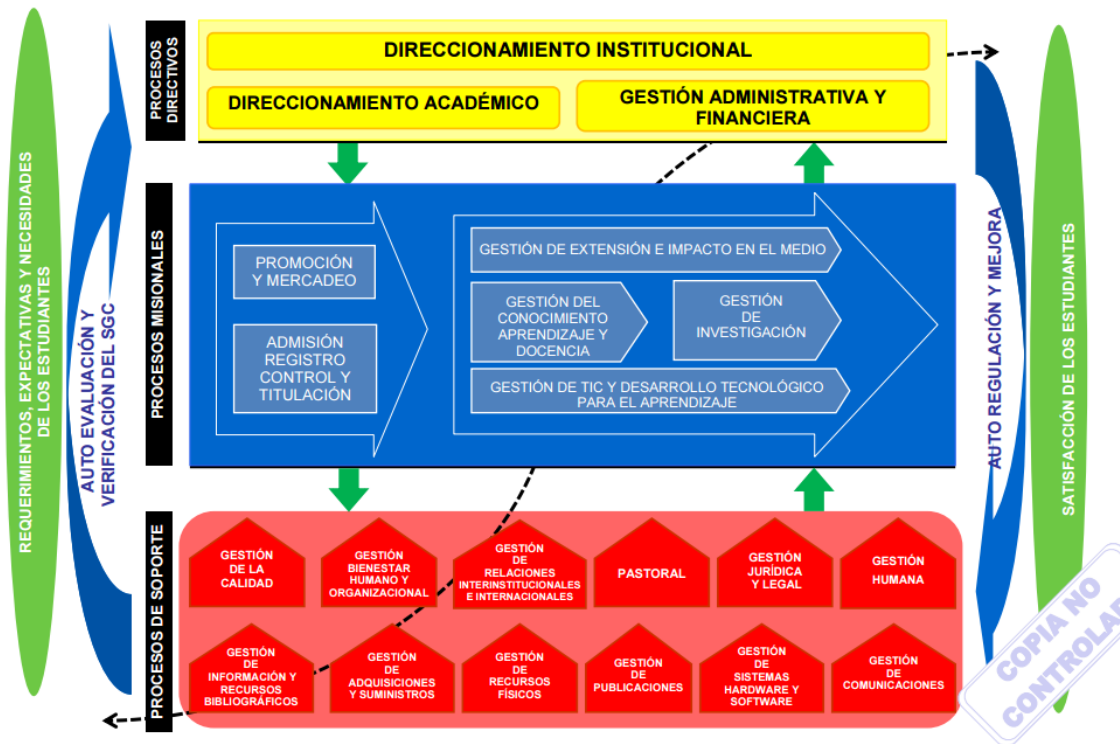 REQUERIMIENTOS, EXPECTATIVAS Y NECESIDADES
DE LOS ESTUDIANTES
AUTO EVALUACIÓN Y
VERIFICACIÓN DEL SGC
PROCESOS
DIRECTIVOS
DIRECCIONAMIENTO INSTITUCIONAL
DIRECCIONAMIENTO ACADÉMICO
GESTIÓN ADMINISTRATIVA Y
FINANCIERA
PROCESOS MISIONALES
PROMOCIÓN
Y MERCADEO
ADMISIÓN
REGISTRO
CONTROL Y
TITULACIÓN
GESTIÓN DE EXTENSIÓN E IMPACTO EN EL MEDIO
GESTIÓN DEL
CONOCIMIENTO
APRENDIZAJE Y
DOCENCIA
GESTIÓN
DE
INVESTIGACIÓN
GESTIÓN DE TIC Y DESARROLLO TECNOLÓGICO
PARA EL APRENDIZAJE
PROCESOS DE SOPORTE
GESTIÓN
DE LA
CALIDAD
GESTIÓN
BIENESTAR
HUMANO Y
ORGANIZACIONAL
GESTIÓN
DE
RELACIONES
INTERINSTITUCIONALES
E INTERNACIONALES
PASTORAL
GESTIÓN
JURÍDICA
Y LEGAL
GESTIÓN
HUMANA
GESTIÓN
DE
INFORMACIÓN Y
RECURSOS
BIBLIOGRÁFICOS
GESTIÓN
DE
ADQUISICIONES
Y SUMINISTROS
GESTIÓN
DE
RECURSOS
FÍSICOS
GESTIÓN
DE
PUBLICACIONES
GESTIÓN
DE
SISTEMAS
HARDWARE Y
SOFTWARE
GESTIÓN
DE
COMUNICACIONES
AUTO REGULACIÓN Y MEJORA
SATISFACCIÓN DE LOS ESTUDIANTES
COPIA NO
CONTROLA